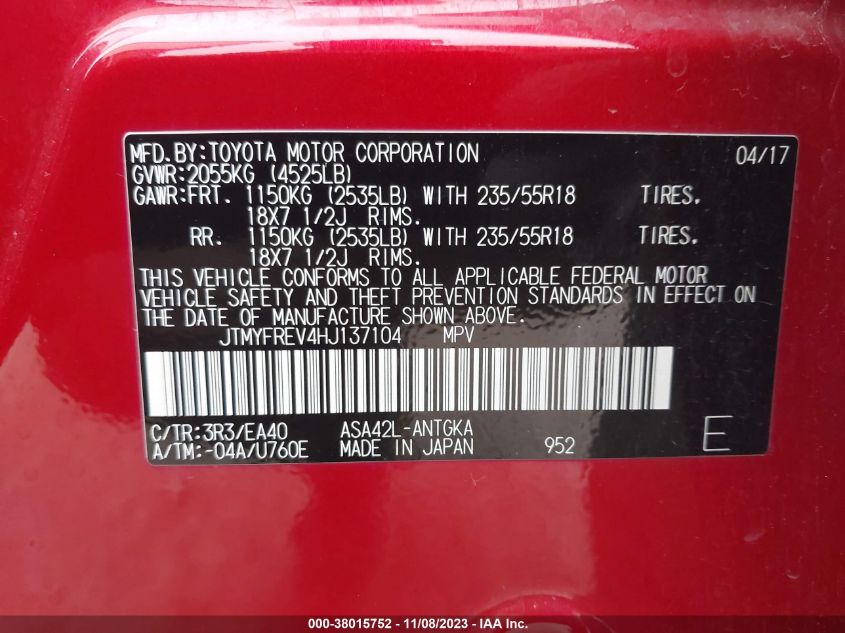 MFD.BY:TOYOTA MOTOR CORPORATION 04/17
GVWR:2055KG (4525LB)
GAWR:FRT. 1150KG (2535LB) WITH 235/55R18 TIRES.
18X7 1/2J RIMS.
RR. 1150KG (2535LB) WITH 235/55R18 TIRES.
18X7 1/2J RIMS.
THIS VEHICLE CONFORMS TO ALL APPLICABLE FEDERAL MOTOR
VEHICLE SAFETY AND THEFT PREVENTION STANDARDS IN EFFECT ON
THE DATE OF MANUFACTURE SHOWN ABOVE.
JTMYFREV4HJ137104 MPV
C/TR:3R3/EA40 ASA42L-ANTGKA
A/TM:-04A/U760E MADE IN JAPAN 952 E
000-38015752 - 11/08/2023 - IAA Inc.